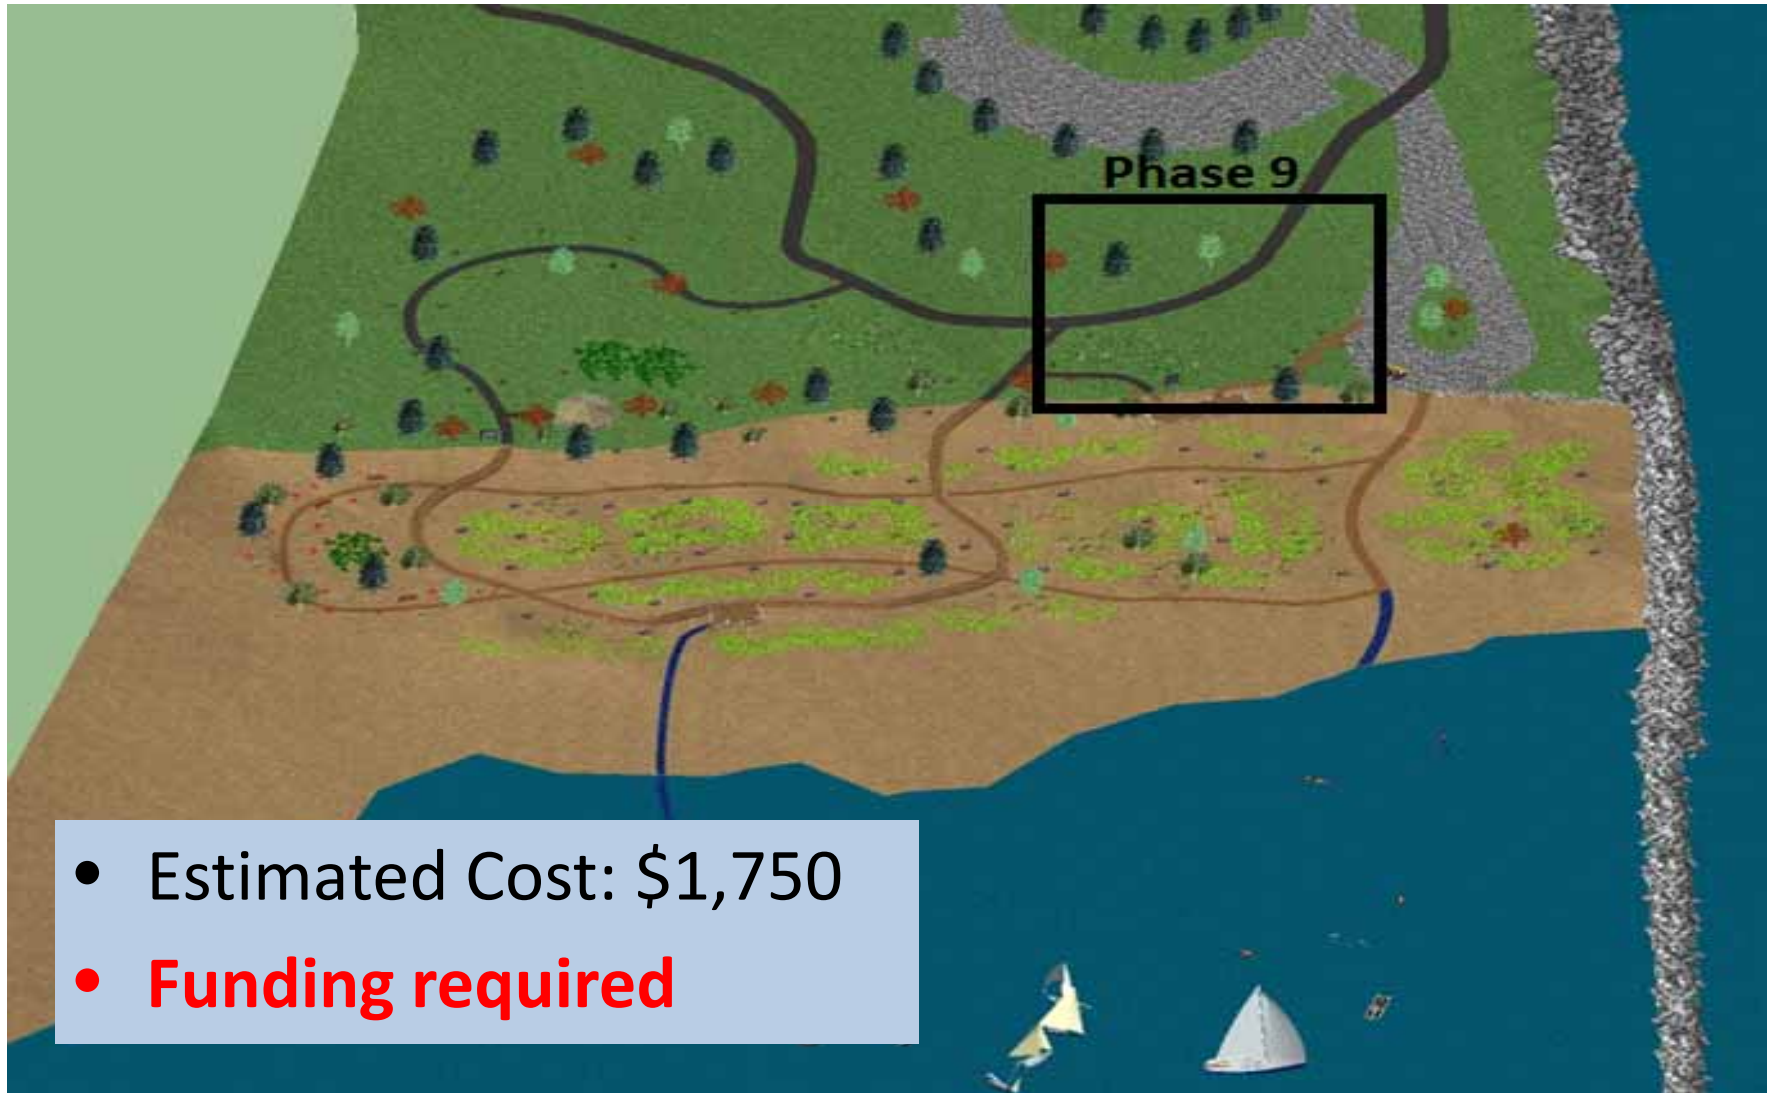 Phase 9
• Estimated Cost: $1,750
• Funding required